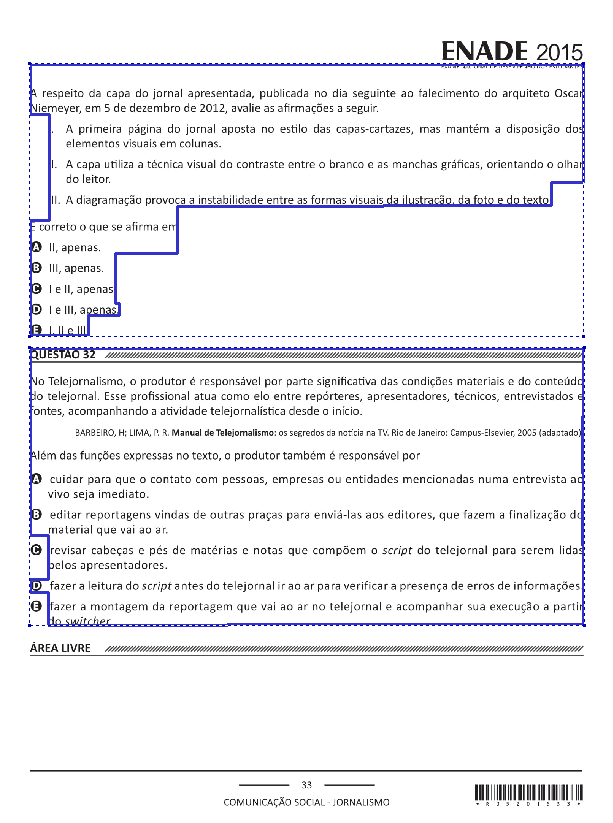 ENADE 2015
A respeito da capa do jornal apresentada, publicada no dia seguinte ao falecimento do arquiteto Oscar
Niemeyer, em 5 de dezembro de 2012, avalie as afirmações a seguir.
I. A primeira página do jornal aposta no estilo das capas-cartazes, mas mantém a disposição dos
elementos visuais em colunas.
II. A capa utiliza a técnica visual do contraste entre o branco e as manchas gráficas, orientando o olhar
do leitor.
III. A diagramação provoca a instabilidade entre as formas visuais da ilustração, da foto e do texto.
É correto o que se afirma em
A II, apenas.
B III, apenas.
C I e II, apenas.
D I e III, apenas.
E I, II e III.
QUESTÃO 32
No Telejornalismo, o produtor é responsável por parte significativa das condições materiais e do conteúdo
do telejornal. Esse profissional atua como elo entre repórteres, apresentadores, técnicos, entrevistados e
fontes, acompanhando a atividade telejornalística desde o início.
BARBEIRO, H; LIMA, P. R. Manual de Telejornalismo: os segredos da notícia na TV. Rio de Janeiro: Campus-Elsevier, 2005 (adaptado).
Além das funções expressas no texto, o produtor também é responsável por
A cuidar para que o contato com pessoas, empresas ou entidades mencionadas numa entrevista ao
vivo seja imediato.
B editar reportagens vindas de outras praças para enviá-las aos editores, que fazem a finalização do
material que vai ao ar.
C revisar cabeças e pés de matérias e notas que compõem o script do telejornal para serem lidas
pelos apresentadores.
D fazer a leitura do script antes do telejornal ir ao ar para verificar a presença de erros de informações.
E fazer a montagem da reportagem que vai ao ar no telejornal e acompanhar sua execução a partir
do switcher.
ÁREA LIVRE
33
COMUNICAÇÃO SOCIAL - JORNALISMO
*R3320153​3*